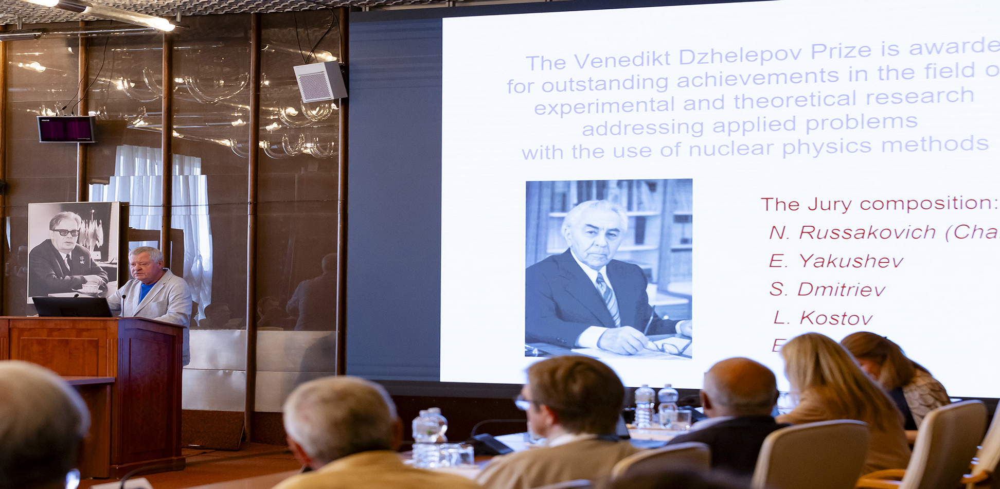 The Venedikt Dzhelepov Prize is awarde
for outstanding achievements in the field o
experimental and theoretical research
addressing applied problems
with the use of nuclear physics methods
The Jury composition:
N. Russakovich (Cha
E. Yakushev
S. Dmitriev
L. Kostov
E